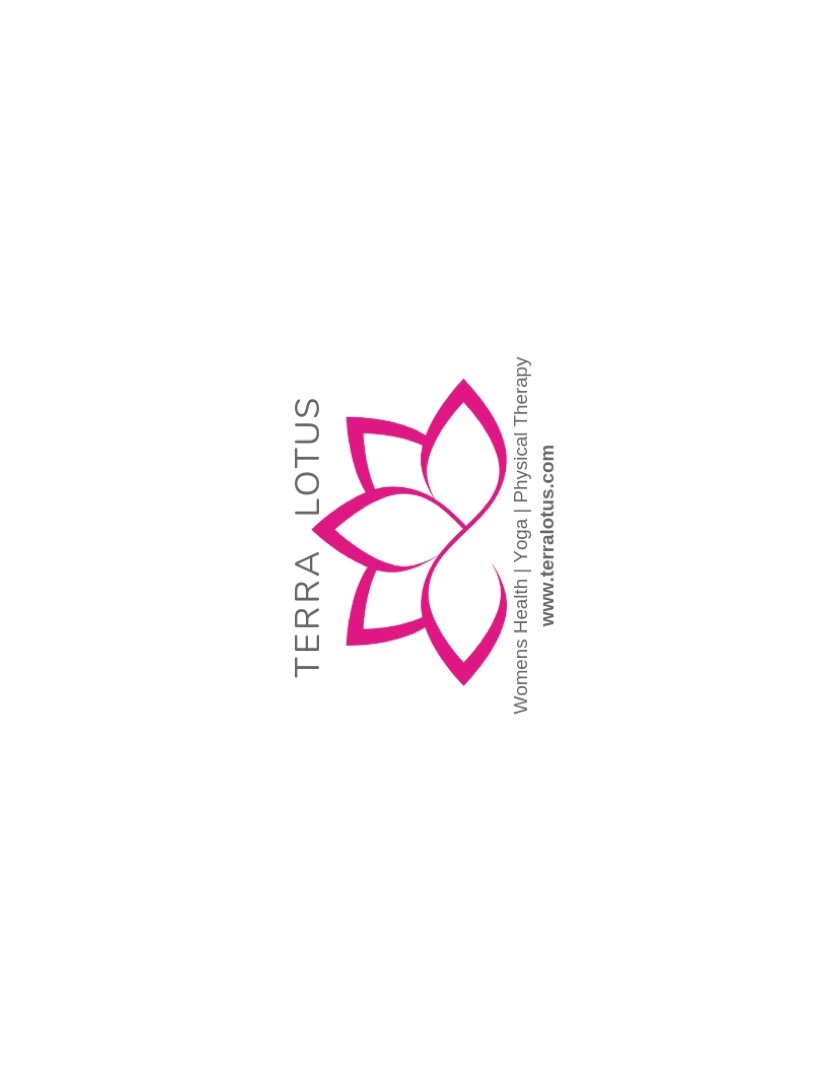 TERRA LOTUS
Womens Health | Yoga | Physical Therapy
www.terralotus.com